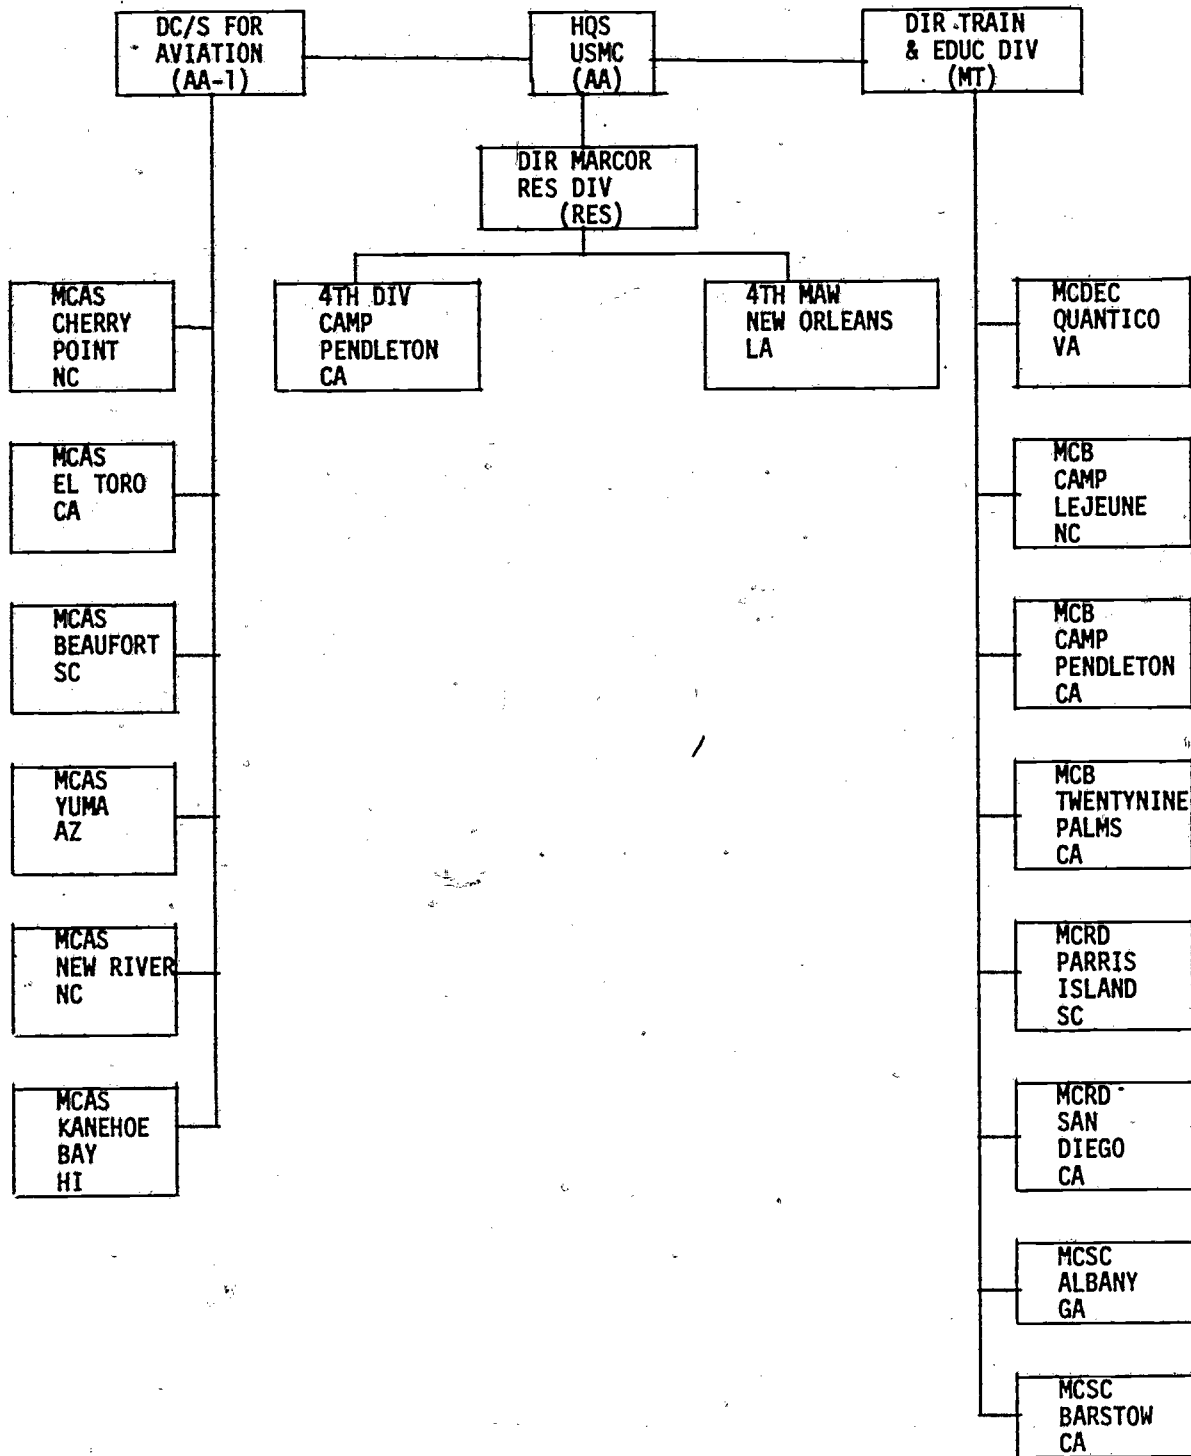 DC/S FOR
AVIATION
(AA-1)
HQS
USMC
(AA)
DIR TRAIN
& EDUC DIV
(MT)
DIR MARCOR
RES DIV
(RES)
MCAS
CHERRY
POINT
NC
4TH DIV
CAMP
PENDLETON
CA
4TH MAW
NEW ORLEANS
LA
MCDEC
QUANTICO
VA
MCAS
EL TORO
CA
MCB
CAMP
LEJEUNE
NC
MCAS
BEAUFORT
SC
MCB
CAMP
PENDLETON
CA
MCAS
YUMA
AZ
MCB
TWENTYNINE
PALMS
CA
MCAS
NEW RIVER
NC
MCRD
PARRIS
ISLAND
SC
MCAS
KANEHOE
BAY
HI
MCRD
SAN
DIEGO
CA
MCSC
ALBANY
GA
MCSC
BARSTOW
CA